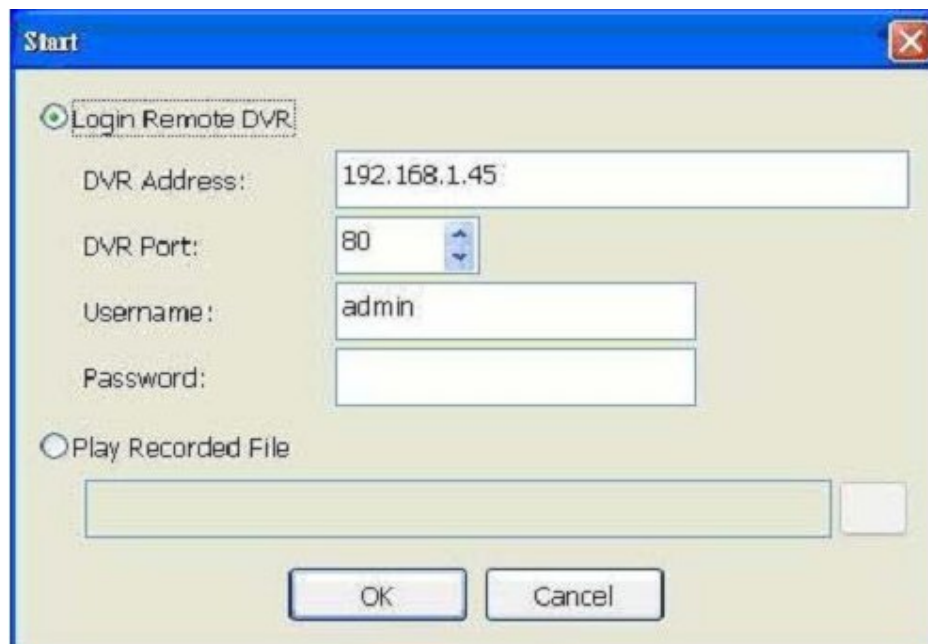 Start
Login Remote DVR
DVR Address: 192.168.1.45
DVR Port: 80
Username: admin
Password:
Play Recorded File
OK Cancel